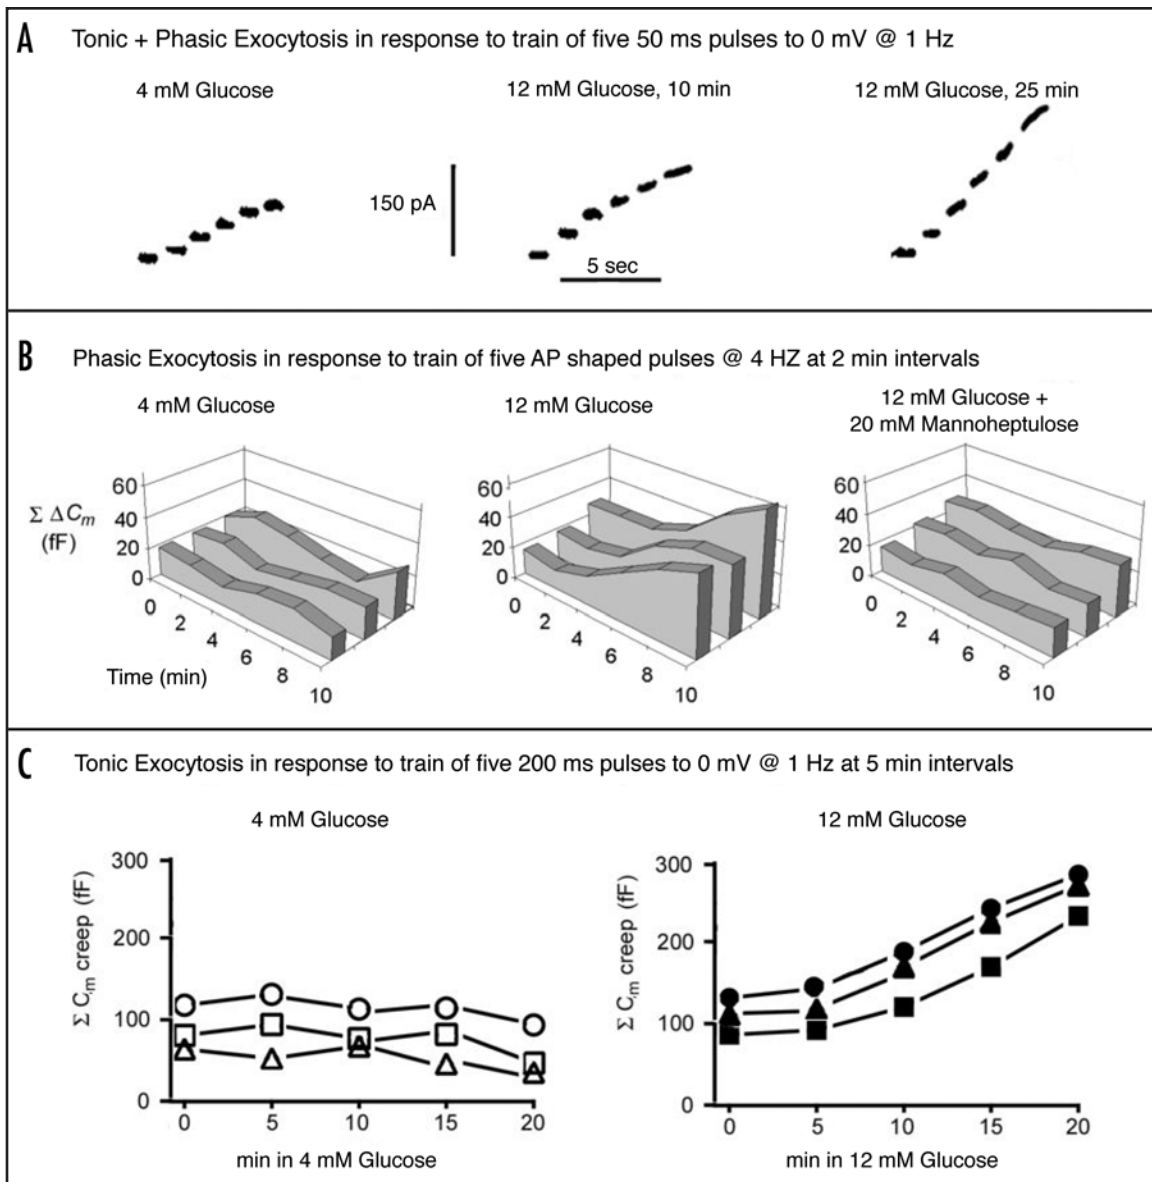 A Tonic + Phasic Exocytosis in response to train of five 50 ms pulses to 0 mV @ 1 Hz
4 mM Glucose
12 mM Glucose, 10 min
12 mM Glucose, 25 min
150 pA
5 sec
B Phasic Exocytosis in response to train of five AP shaped pulses @ 4 HZ at 2 min intervals
4 mM Glucose
12 mM Glucose
12 mM Glucose +
20 mM Mannoheptulose
Σ Δ Cm
(fF)
60
40
20
0
0
2
4
6
8
10
Time (min)
60
40
20
0
0
2
4
6
8
10
60
40
20
0
0
2
4
6
8
10
C Tonic Exocytosis in response to train of five 200 ms pulses to 0 mV @ 1 Hz at 5 min intervals
4 mM Glucose
12 mM Glucose
Σ Cm creep (fF)
300
200
100
0
0 5 10 15 20
min in 4 mM Glucose
Σ Cm creep (fF)
300
200
100
0
0 5 10 15 20
min in 12 mM Glucose